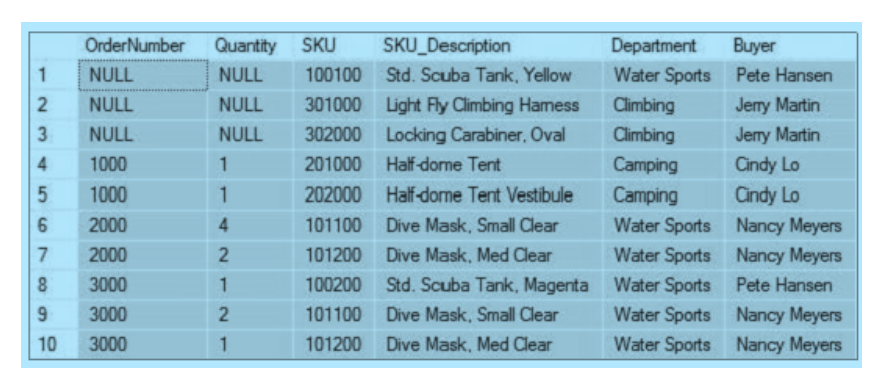 OrderNumber Quantity SKU SKU_Description Department Buyer
1 NULL NULL 100100 Std. Scuba Tank, Yellow Water Sports Pete Hansen
2 NULL NULL 301000 Light Fly Climbing Harness Climbing Jerry Martin
3 NULL NULL 302000 Locking Carabiner, Oval Climbing Jerry Martin
4 1000 1 201000 Half-dome Tent Camping Cindy Lo
5 1000 1 202000 Half-dome Tent Vestibule Camping Cindy Lo
6 2000 4 101100 Dive Mask, Small Clear Water Sports Nancy Meyers
7 2000 2 101200 Dive Mask, Med Clear Water Sports Nancy Meyers
8 3000 1 100200 Std. Scuba Tank, Magenta Water Sports Pete Hansen
9 3000 2 101100 Dive Mask, Small Clear Water Sports Nancy Meyers
10 3000 1 101200 Dive Mask, Med Clear Water Sports Nancy Meyers